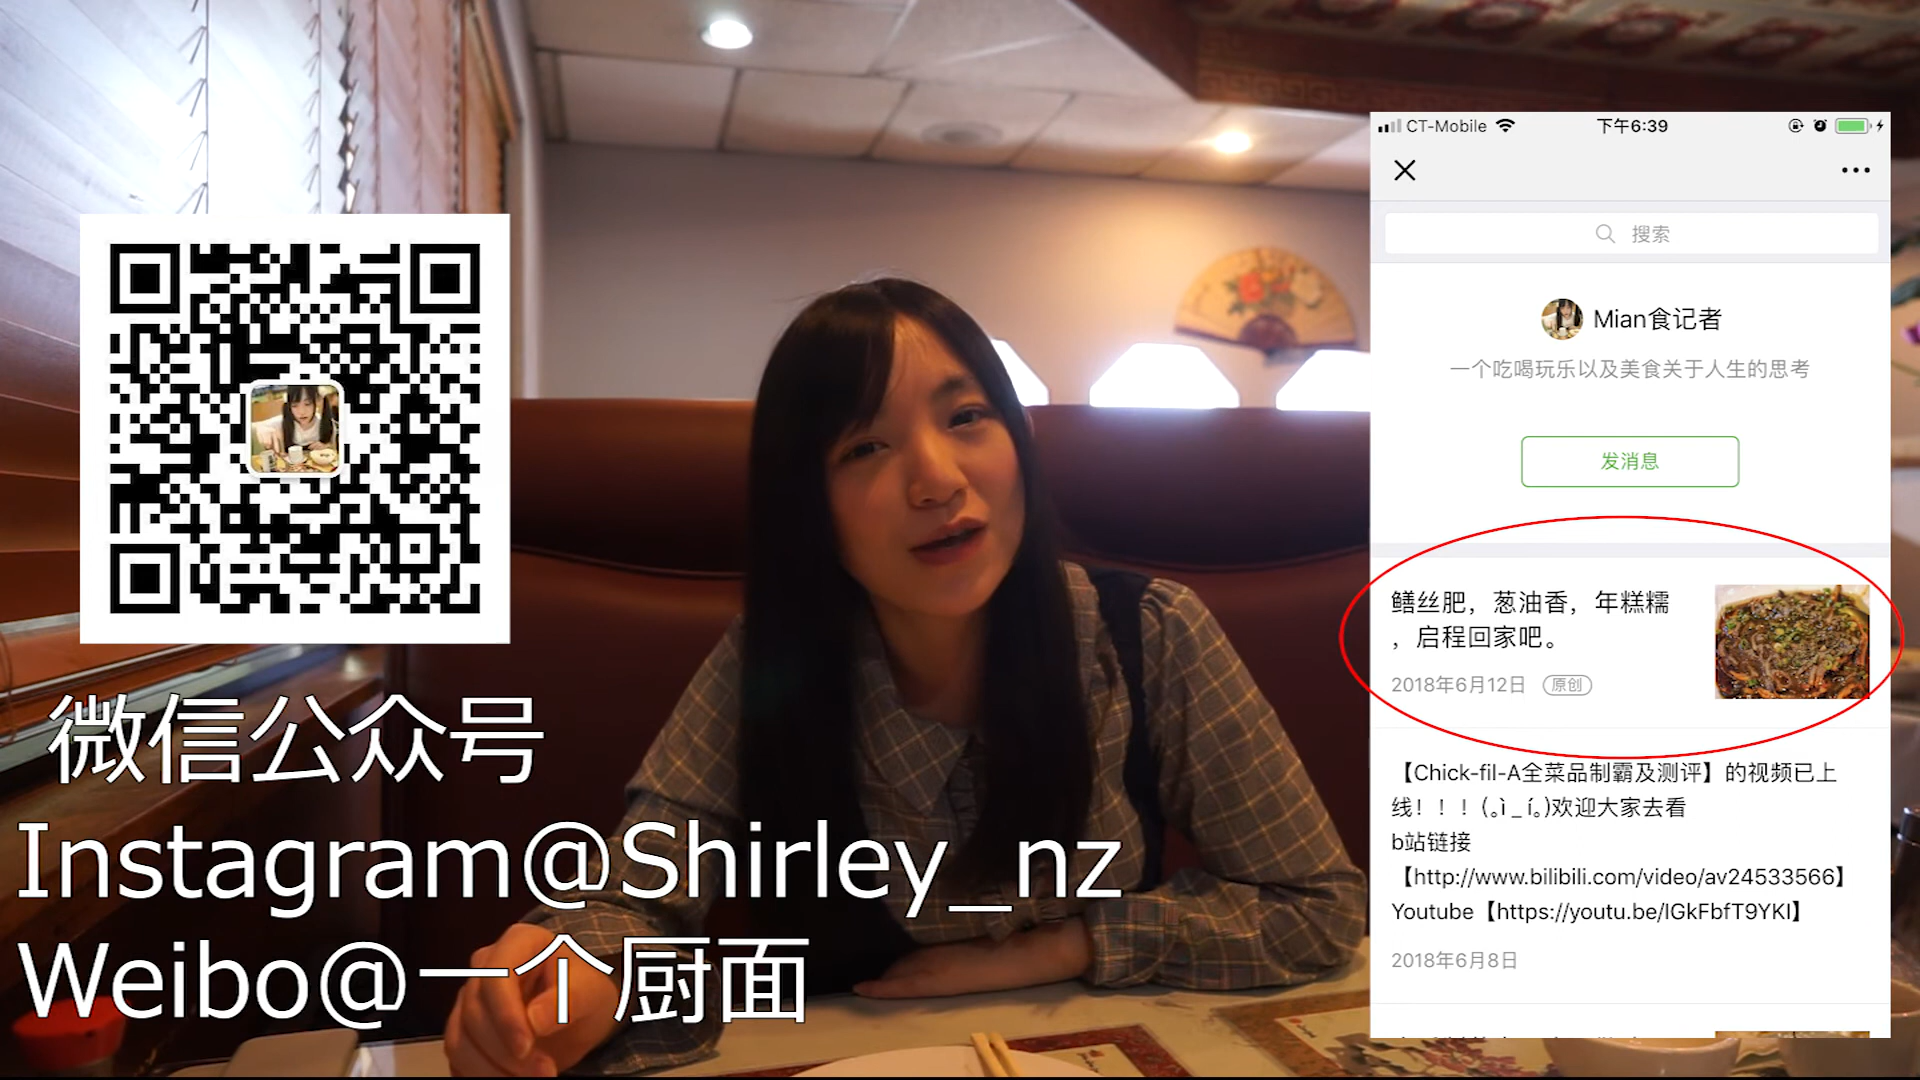 微信公众号
Instagram@Shirley_nz
Weibo@一个厨面
CT-Mobile
下午6:39
搜索
Mian食记者
一个吃喝玩乐以及美食关于人生的思考
发消息
鳝丝肥，葱油香，年糕糯
，启程回家吧。
2018年6月12日 原创
【Chick-fil-A全菜品制霸及测评】的视频已上
线！！！(｡ì _ í｡)欢迎大家去看
b站链接
【http://www.bilibili.com/video/av24533566】
Youtube【https://youtu.be/lGkFbfT9YKI】
2018年6月8日